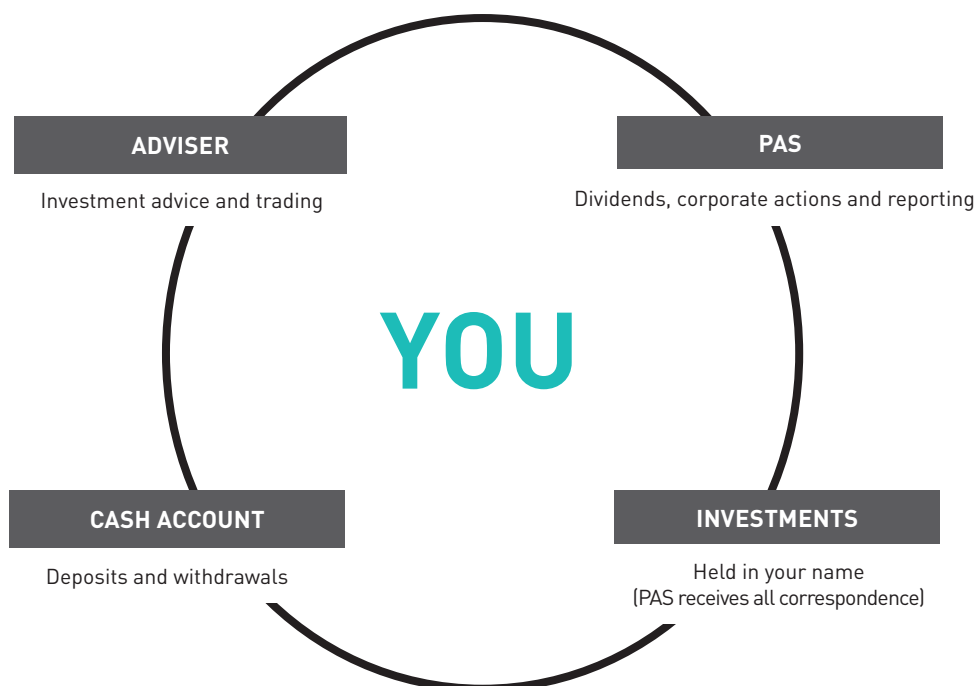 ADVISER
Investment advice and trading
PAS
Dividends, corporate actions and reporting
YOU
CASH ACCOUNT
Deposits and withdrawals
INVESTMENTS
Held in your name
(PAS receives all correspondence)